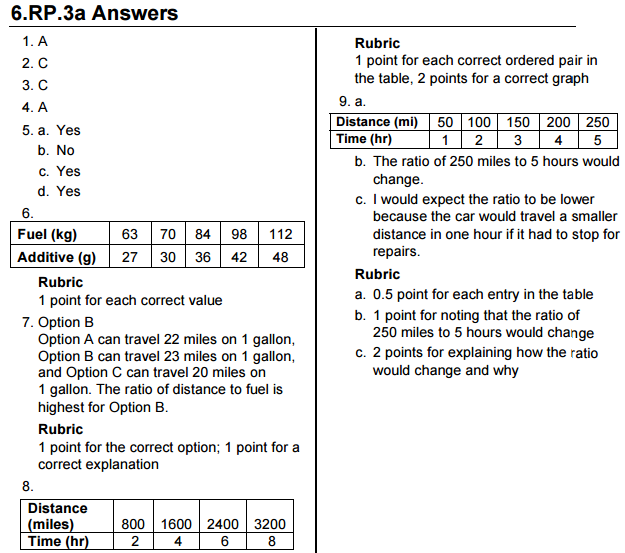 6.RP.3a Answers
1. A
2. C
3. C
4. A
5. a. Yes
b. No
c. Yes
d. Yes
6.
Fuel (kg) 63 70 84 98 112
Additive (g) 27 30 36 42 48
Rubric
1 point for each correct value
7. Option B
Option A can travel 22 miles on 1 gallon,
Option B can travel 23 miles on 1 gallon,
and Option C can travel 20 miles on
1 gallon. The ratio of distance to fuel is
highest for Option B.
Rubric
1 point for the correct option; 1 point for a
correct explanation
8.
Distance
(miles) 800 1600 2400 3200
Time (hr) 2 4 6 8
Rubric
1 point for each correct ordered pair in
the table, 2 points for a correct graph
9. a.
Distance (mi) 50 100 150 200 250
Time (hr) 1 2 3 4 5
b. The ratio of 250 miles to 5 hours would
change.
c. I would expect the ratio to be lower
because the car would travel a smaller
distance in one hour if it had to stop for
repairs.
Rubric
a. 0.5 point for each entry in the table
b. 1 point for noting that the ratio of
250 miles to 5 hours would change
c. 2 points for explaining how the ratio
would change and why